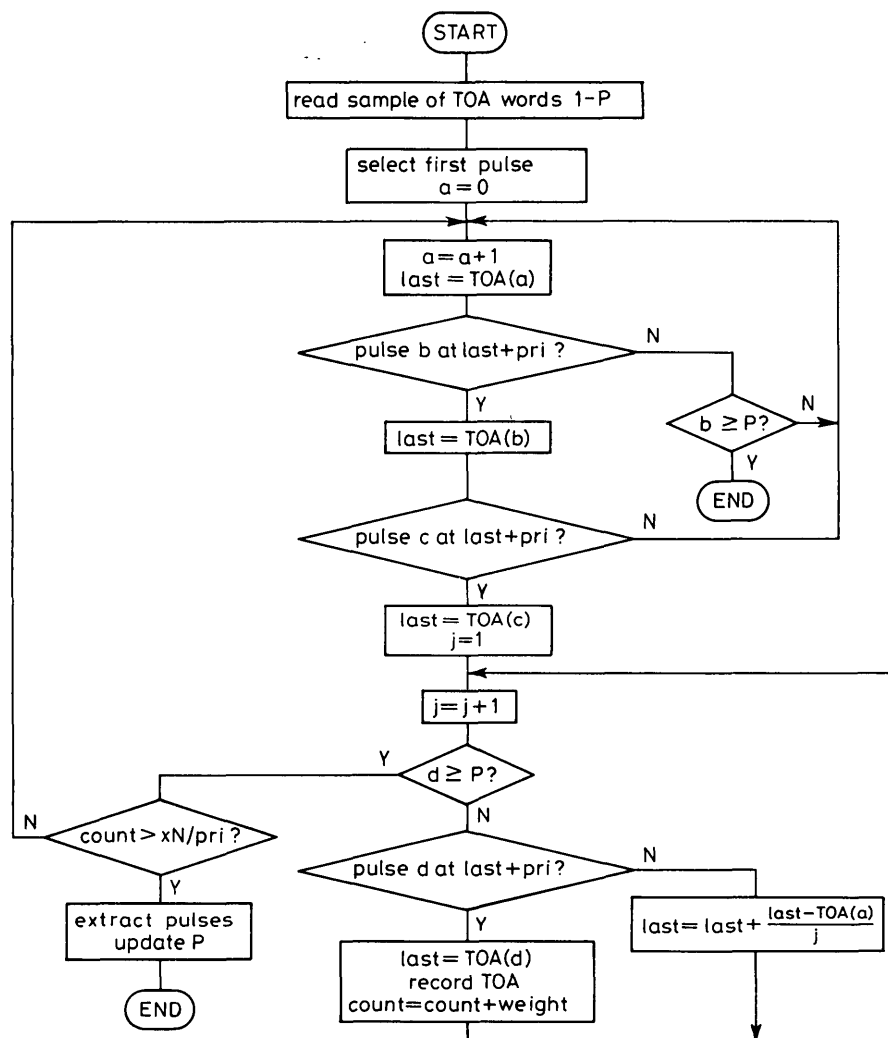 START
read sample of TOA words 1-P
select first pulse
a = 0
a = a + 1
last = TOA(a)
pulse b at last + pri ?
N
Y
b ≥ P?
N
Y
END
last = TOA(b)
pulse c at last + pri ?
N
Y
last = TOA(c)
j = 1
j = j + 1
d ≥ P?
Y
N
count > xN/pri ?
N
Y
extract pulses
update P
END
pulse d at last + pri ?
N
Y
last = last + last - TOA(a)
j
last = TOA(d)
record TOA
count = count + weight